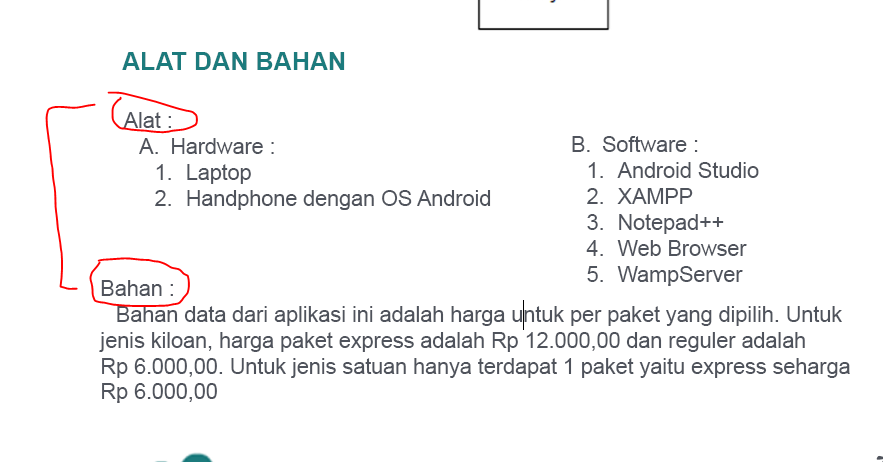 ALAT DAN BAHAN
Alat :
A. Hardware :
1. Laptop
2. Handphone dengan OS Android
B. Software :
1. Android Studio
2. XAMPP
3. Notepad++
4. Web Browser
5. WampServer
Bahan :
Bahan data dari aplikasi ini adalah harga untuk per paket yang dipilih. Untuk
jenis kiloan, harga paket express adalah Rp 12.000,00 dan reguler adalah
Rp 6.000,00. Untuk jenis satuan hanya terdapat 1 paket yaitu express seharga
Rp 6.000,00